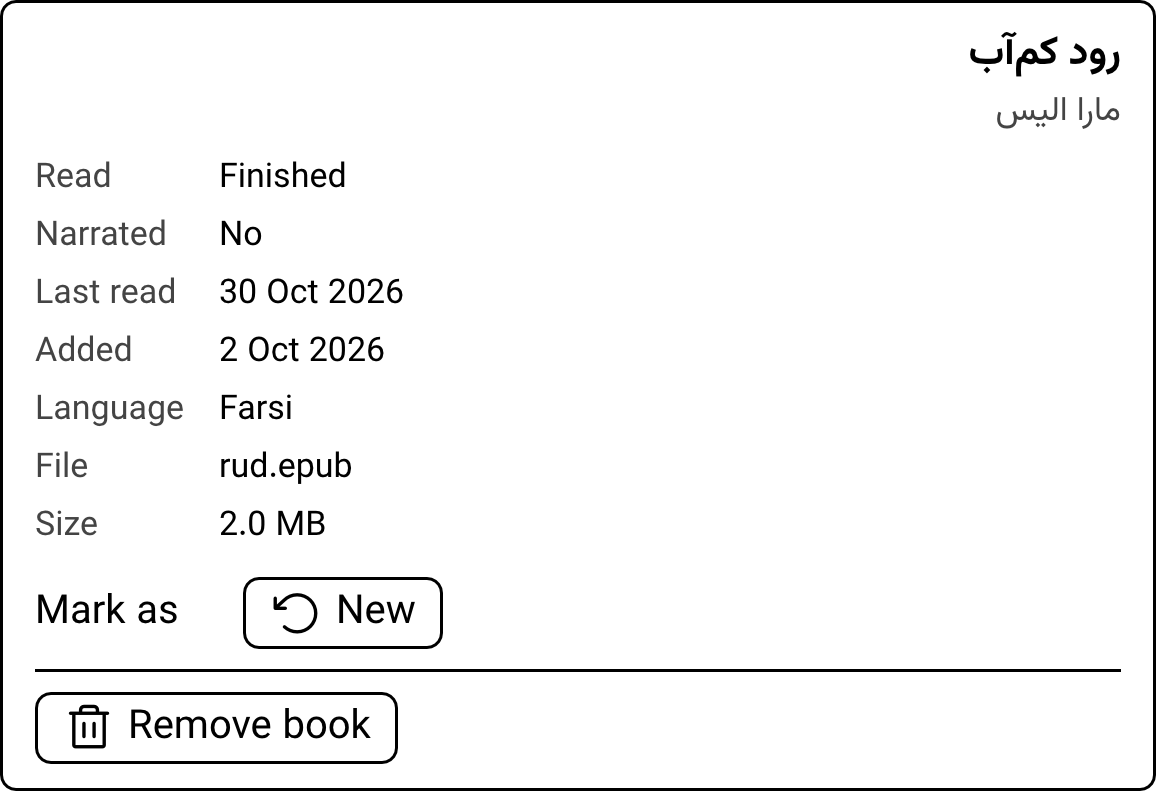 رود کم‌آب
مارا الیس
Read Finished
Narrated No
Last read 30 Oct 2026
Added 2 Oct 2026
Language Farsi
File rud.epub
Size 2.0 MB
Mark as New
Remove book